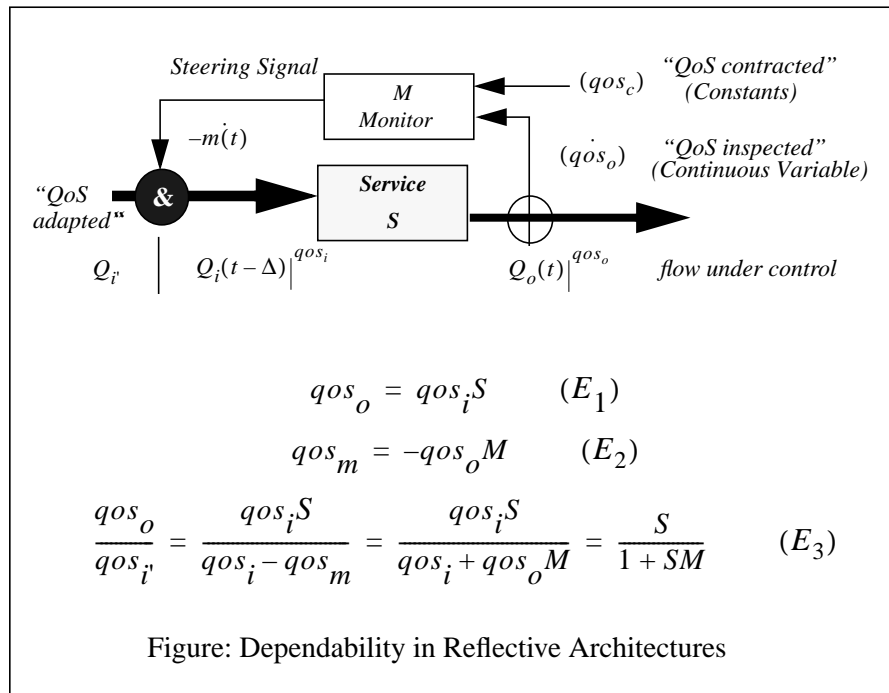 Steering Signal
M
Monitor
(qos_c)
“QoS contracted”
(Constants)
−ṁ(t)
(qȯs_o)
“QoS inspected”
(Continuous Variable)
“QoS
adapted“
&
Service
S
Q_i'
Q_i(t − Δ)|^qos_i
Q_o(t)|^qos_o
flow under control
qos_o = qos_i S (E_1)
qos_m = −qos_o M (E_2)
qos_o / qos_i' = qos_i S / (qos_i − qos_m) = qos_i S / (qos_i + qos_o M) = S / (1 + SM) (E_3)
Figure: Dependability in Reflective Architectures